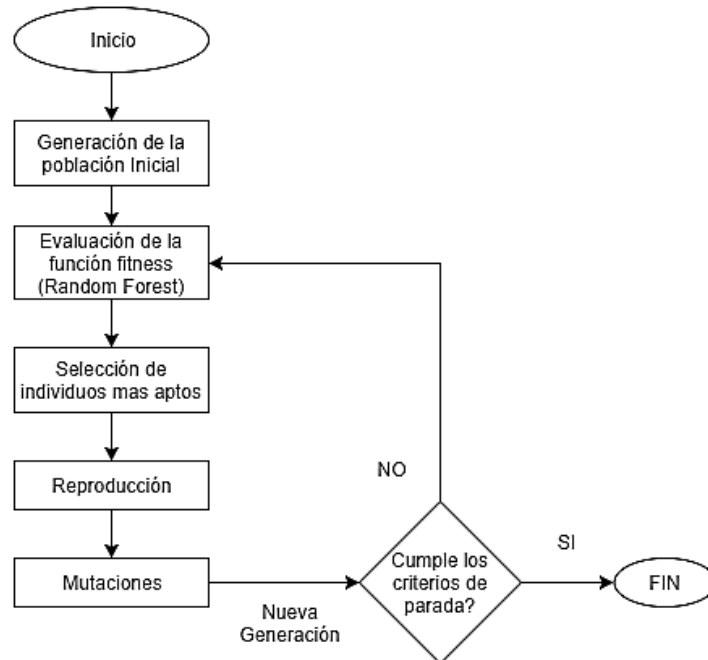 Inicio
Generación de la
población Inicial
Evaluación de la
función fitness
(Random Forest)
Selección de
individuos mas aptos
Reproducción
Mutaciones
Nueva
Generación
NO
Cumple los
criterios de
parada?
SI
FIN